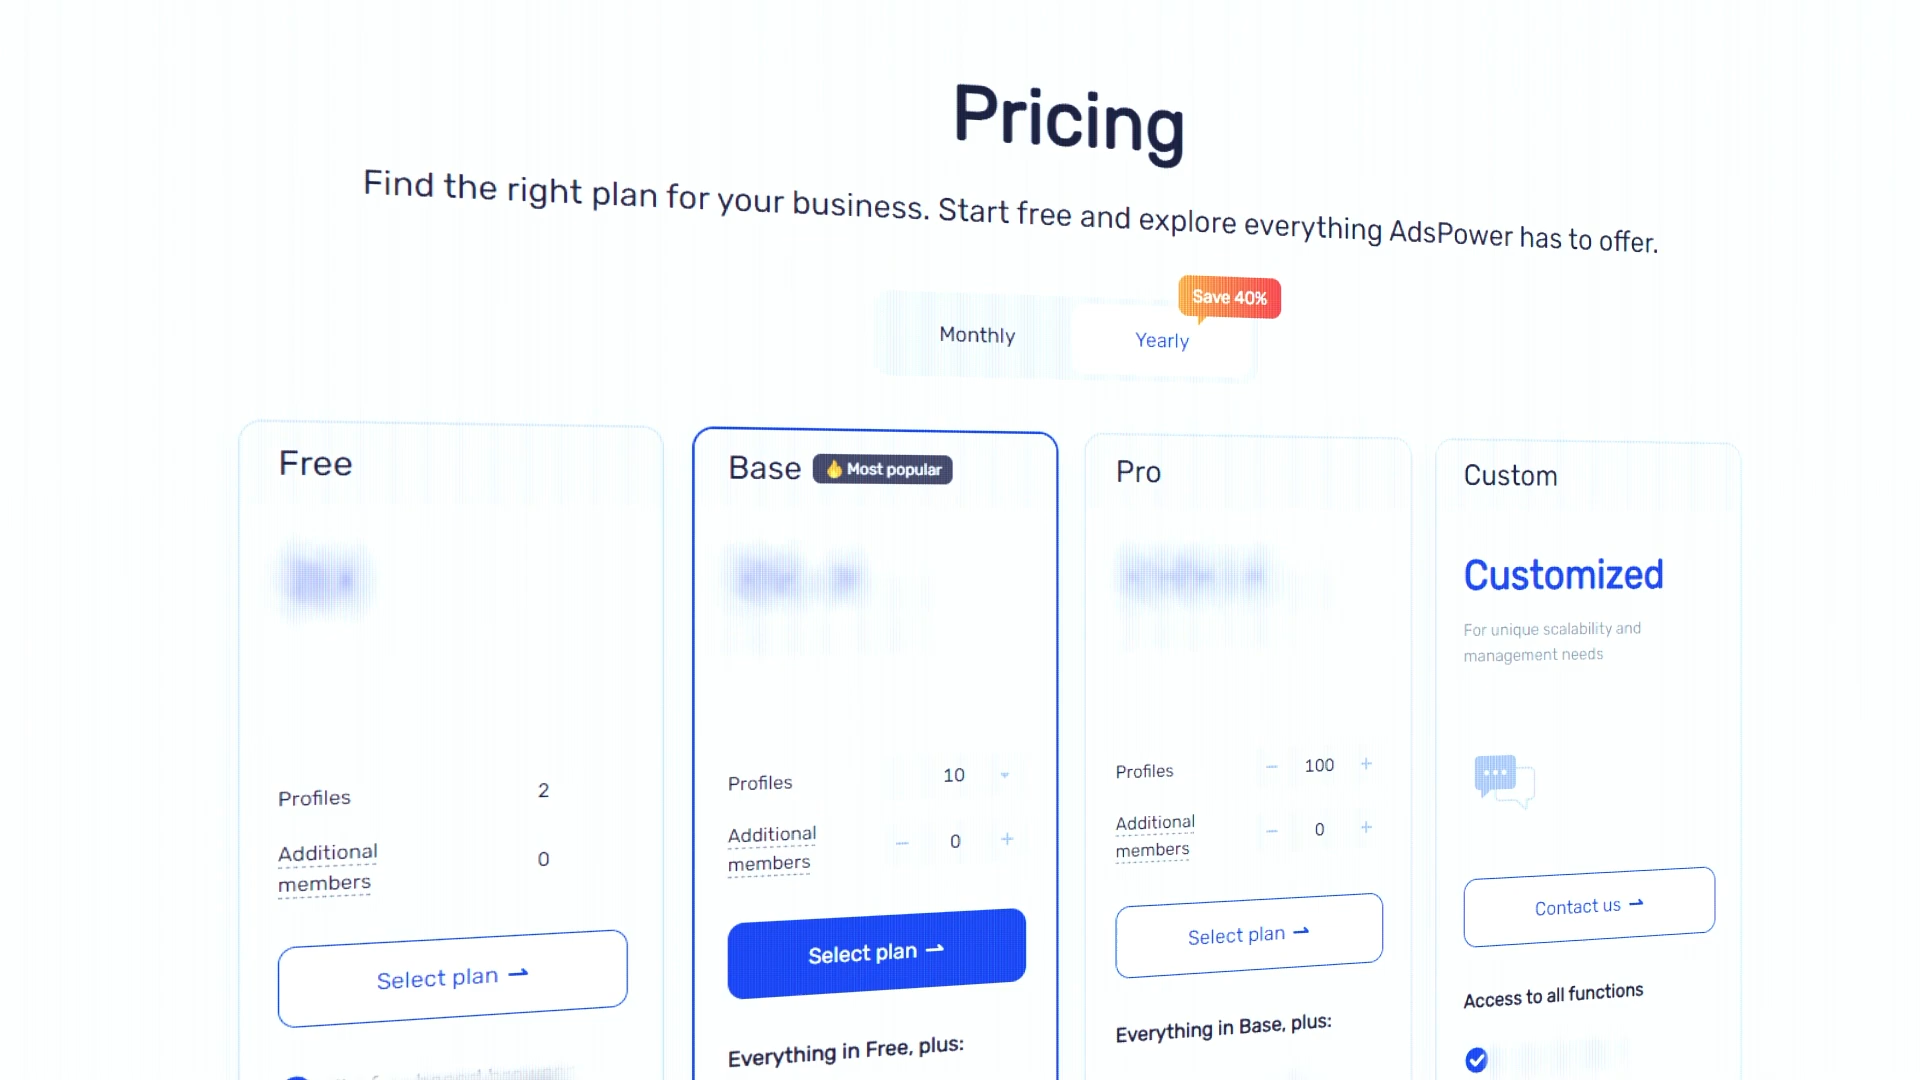 Pricing
Find the right plan for your business. Start free and explore everything AdsPower has to offer.
Save 40%
Monthly
Yearly
Free
Profiles
2
Additional
members
0
Select plan
Base
Most popular
Profiles
10
Additional
members
0
Select plan
Everything in Free, plus:
Pro
Profiles
100
Additional
members
0
Select plan
Everything in Base, plus:
Custom
Customized
For unique scalability and
management needs
Contact us
Access to all functions